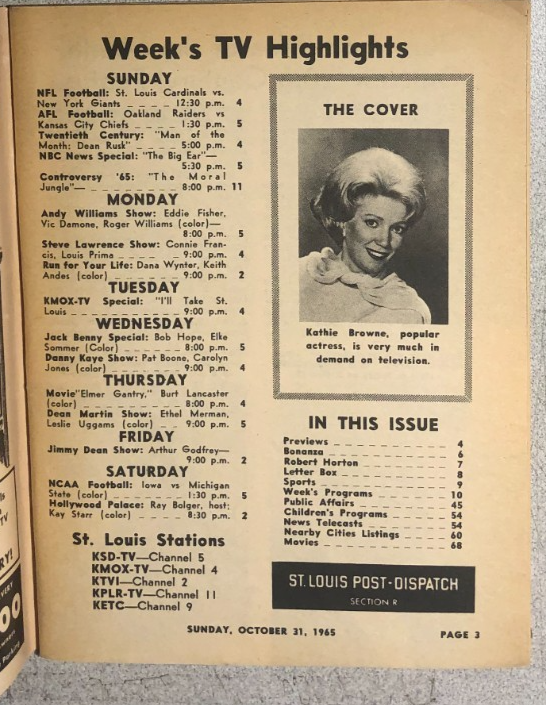 Week's TV Highlights
SUNDAY
NFL Football: St. Louis Cardinals vs.
New York Giants _ _ _ _ 12:30 p.m. 4
AFL Football: Oakland Raiders vs
Kansas City Chiefs _ _ _ _ 1:30 p.m. 5
Twentieth Century: "Man of the
Month: Dean Rusk" _ _ _ 5:00 p.m. 4
NBC News Special: "The Big Ear"—
5:30 p.m. 5
Controversy '65: "The Moral
Jungle"— _ _ _ _ _ _ _ _ 8:00 p.m. 11
MONDAY
Andy Williams Show: Eddie Fisher,
Vic Damone, Roger Williams (color)—
8:00 p.m. 5
Steve Lawrence Show: Connie Fran-
cis, Louis Prima _ _ _ _ 9:00 p.m. 4
Run for Your Life: Dana Wynter, Keith
Andes (color) _ _ _ _ _ 9:00 p.m. 2
TUESDAY
KMOX-TV Special: "I'll Take St.
Louis _ _ _ _ _ _ _ _ 9:00 p.m. 4
WEDNESDAY
Jack Benny Special: Bob Hope, Elke
Sommer (Color) _ _ _ _ 8:00 p.m. 5
Danny Kaye Show: Pat Boone, Carolyn
Jones (color) _ _ _ _ _ 9:00 p.m. 4
THURSDAY
Movie"Elmer Gantry," Burt Lancaster
(color) _ _ _ _ _ _ _ 8:00 p.m. 4
Dean Martin Show: Ethel Merman,
Leslie Uggams (color) _ _ 9:00 p.m. 5
FRIDAY
Jimmy Dean Show: Arthur Godfrey—
9:00 p.m. 2
SATURDAY
NCAA Football: Iowa vs Michigan
State (color) _ _ _ _ _ 1:30 p.m. 5
Hollywood Palace: Ray Bolger, host;
Kay Starr (color) _ _ _ 8:30 p.m. 2
St. Louis Stations
KSD-TV—Channel 5
KMOX-TV—Channel 4
KTVI—Channel 2
KPLR-TV—Channel 11
KETC—Channel 9
THE COVER
Kathie Browne, popular
actress, is very much in
demand on television.
IN THIS ISSUE
Previews _ _ _ _ _ _ _ _ 4
Bonanza _ _ _ _ _ _ _ _ 6
Robert Horton _ _ _ _ _ _ 7
Letter Box _ _ _ _ _ _ _ 8
Sports _ _ _ _ _ _ _ _ 9
Week's Programs _ _ _ _ _ 10
Public Affairs _ _ _ _ _ _ 45
Children's Programs _ _ _ _ 54
News Telecasts _ _ _ _ _ _ 54
Nearby Cities Listings _ _ _ _ 60
Movies _ _ _ _ _ _ _ _ 68
ST. LOUIS POST-DISPATCH
SECTION R
SUNDAY, OCTOBER 31, 1965
PAGE 3